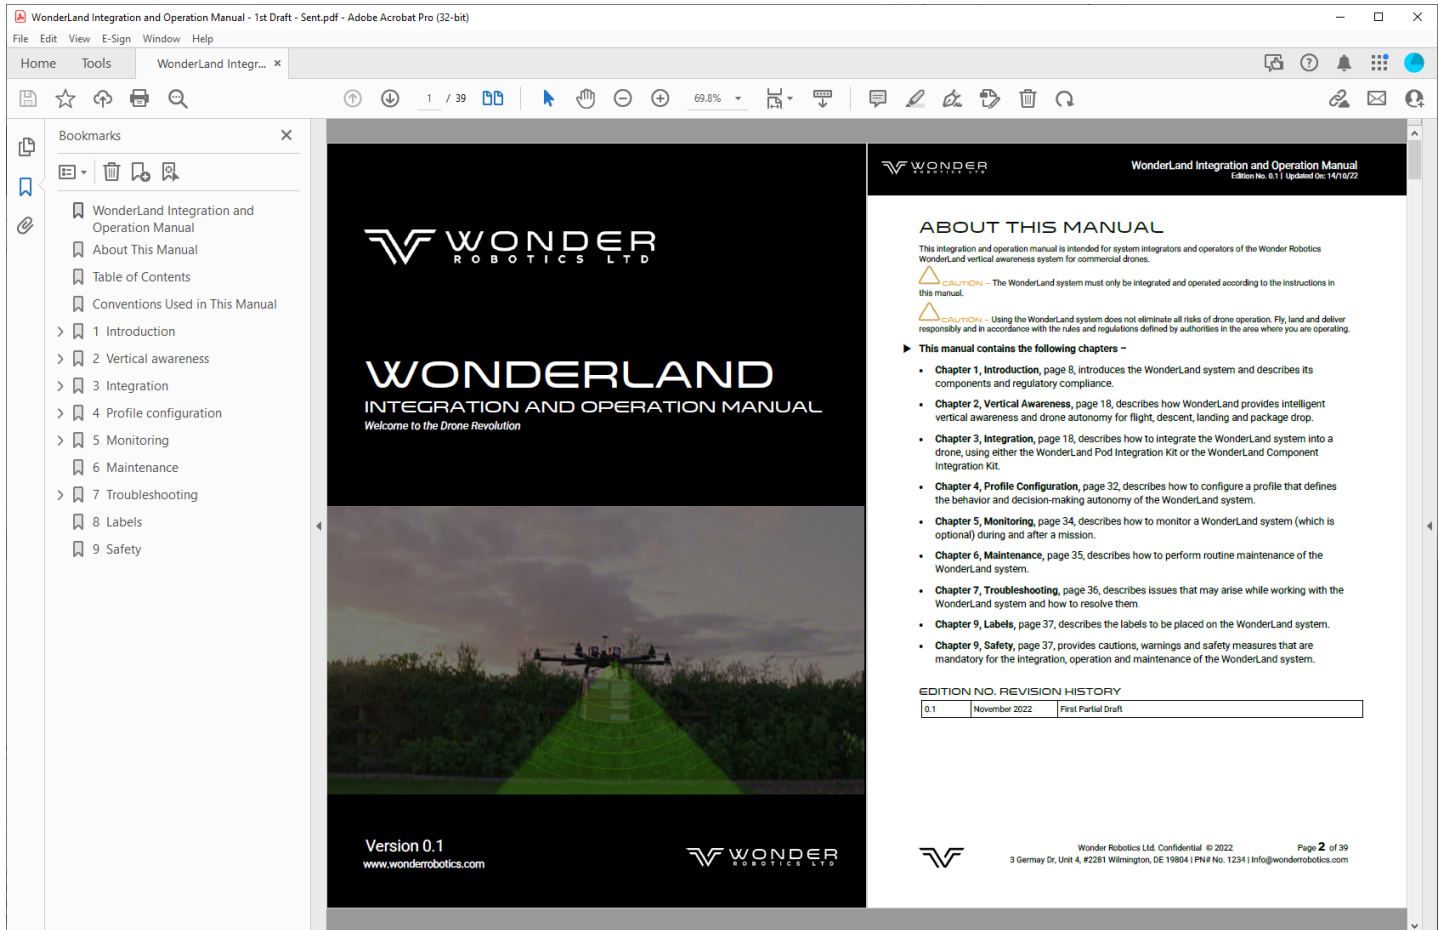 WonderLand Integration and Operation Manual - 1st Draft - Sent.pdf - Adobe Acrobat Pro (32-bit)
File Edit View E-Sign Window Help
Home Tools WonderLand Integr... ×
1 / 39 69.8%
Bookmarks
WonderLand Integration and
Operation Manual
About This Manual
Table of Contents
Conventions Used in This Manual
1 Introduction
2 Vertical awareness
3 Integration
4 Profile configuration
5 Monitoring
6 Maintenance
7 Troubleshooting
8 Labels
9 Safety
WONDER
ROBOTICS LTD
WONDERLAND
INTEGRATION AND OPERATION MANUAL
Welcome to the Drone Revolution
Version 0.1
www.wonderrobotics.com
WONDER
ROBOTICS LTD
WONDER
ROBOTICS LTD
WonderLand Integration and Operation Manual
Edition No. 0.1 | Updated On: 14/10/22
ABOUT THIS MANUAL
This integration and operation manual is intended for system integrators and operators of the Wonder Robotics
WonderLand vertical awareness system for commercial drones.
CAUTION – The WonderLand system must only be integrated and operated according to the instructions in
this manual.
CAUTION – Using the WonderLand system does not eliminate all risks of drone operation. Fly, land and deliver
responsibly and in accordance with the rules and regulations defined by authorities in the area where you are operating.
► This manual contains the following chapters –
• Chapter 1, Introduction, page 8, introduces the WonderLand system and describes its
components and regulatory compliance.
• Chapter 2, Vertical Awareness, page 18, describes how WonderLand provides intelligent
vertical awareness and drone autonomy for flight, descent, landing and package drop.
• Chapter 3, Integration, page 18, describes how to integrate the WonderLand system into a
drone, using either the WonderLand Pod Integration Kit or the WonderLand Component
Integration Kit.
• Chapter 4, Profile Configuration, page 32, describes how to configure a profile that defines
the behavior and decision-making autonomy of the WonderLand system.
• Chapter 5, Monitoring, page 34, describes how to monitor a WonderLand system (which is
optional) during and after a mission.
• Chapter 6, Maintenance, page 35, describes how to perform routine maintenance of the
WonderLand system.
• Chapter 7, Troubleshooting, page 36, describes issues that may arise while working with the
WonderLand system and how to resolve them.
• Chapter 9, Labels, page 37, describes the labels to be placed on the WonderLand system.
• Chapter 9, Safety, page 37, provides cautions, warnings and safety measures that are
mandatory for the integration, operation and maintenance of the WonderLand system.
EDITION NO. REVISION HISTORY
0.1 November 2022 First Partial Draft
Wonder Robotics Ltd. Confidential © 2022 Page 2 of 39
3 Germay Dr, Unit 4, #2281 Wilmington, DE 19804 | PN# No. 1234 | Info@wonderrobotics.com